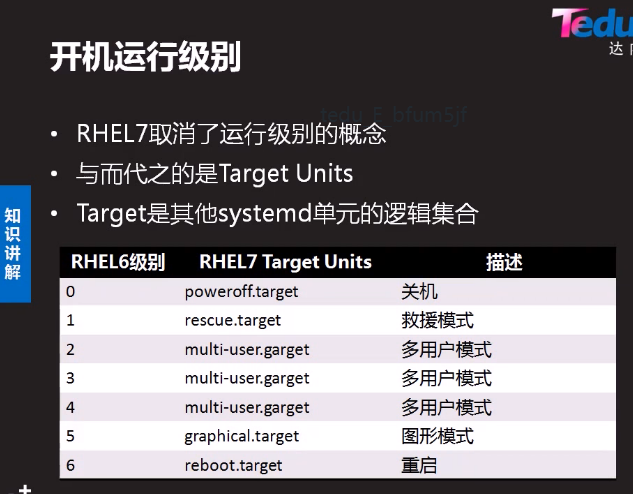 Tedu
达内
开机运行级别
tedu_E_bfum5jf
• RHEL7取消了运行级别的概念
• 与而代之的是Target Units
• Target是其他systemd单元的逻辑集合
知识讲解
RHEL6级别 RHEL7 Target Units 描述
0 poweroff.target 关机
1 rescue.target 救援模式
2 multi-user.garget 多用户模式
3 multi-user.garget 多用户模式
4 multi-user.garget 多用户模式
5 graphical.target 图形模式
6 reboot.target 重启